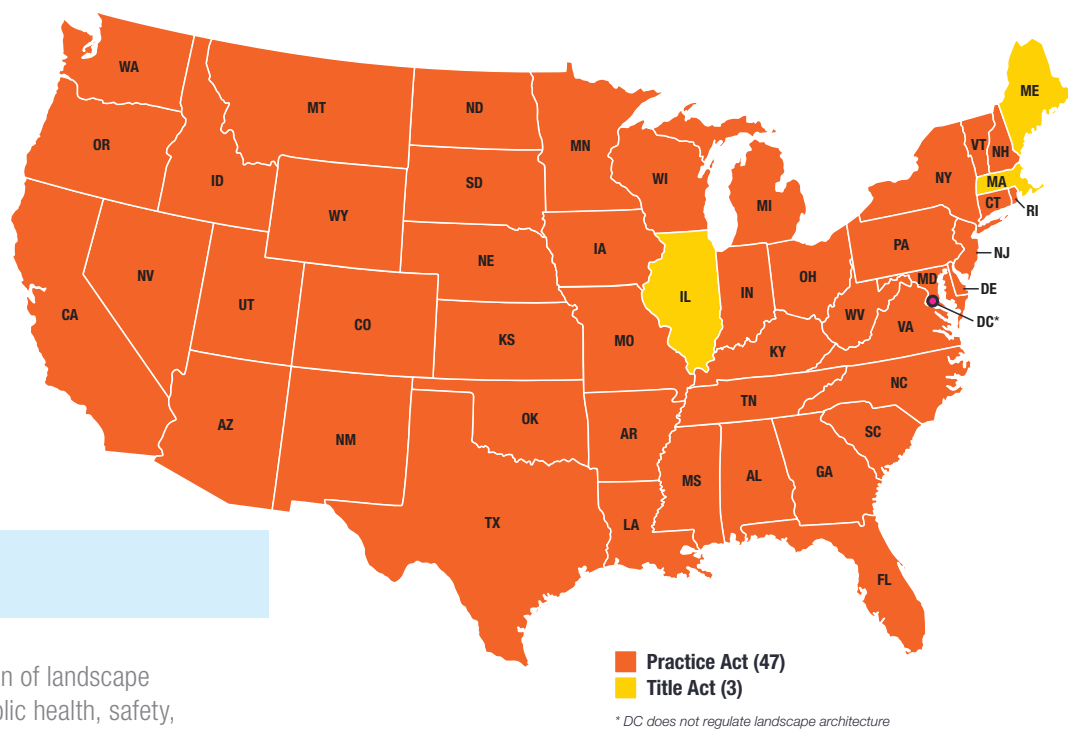 WA
MT
ND
MN
ME
OR
ID
SD
WI
VT
NH
NY
MA
WY
MI
CT
RI
NV
NE
IA
PA
NJ
UT
CO
IL
IN
OH
MD
DE
CA
KS
MO
WV
VA
DC*
KY
AZ
NM
OK
AR
TN
NC
SC
MS
AL
GA
TX
LA
FL
n of landscape
lic health, safety,
Practice Act (47)
Title Act (3)
* DC does not regulate landscape architecture